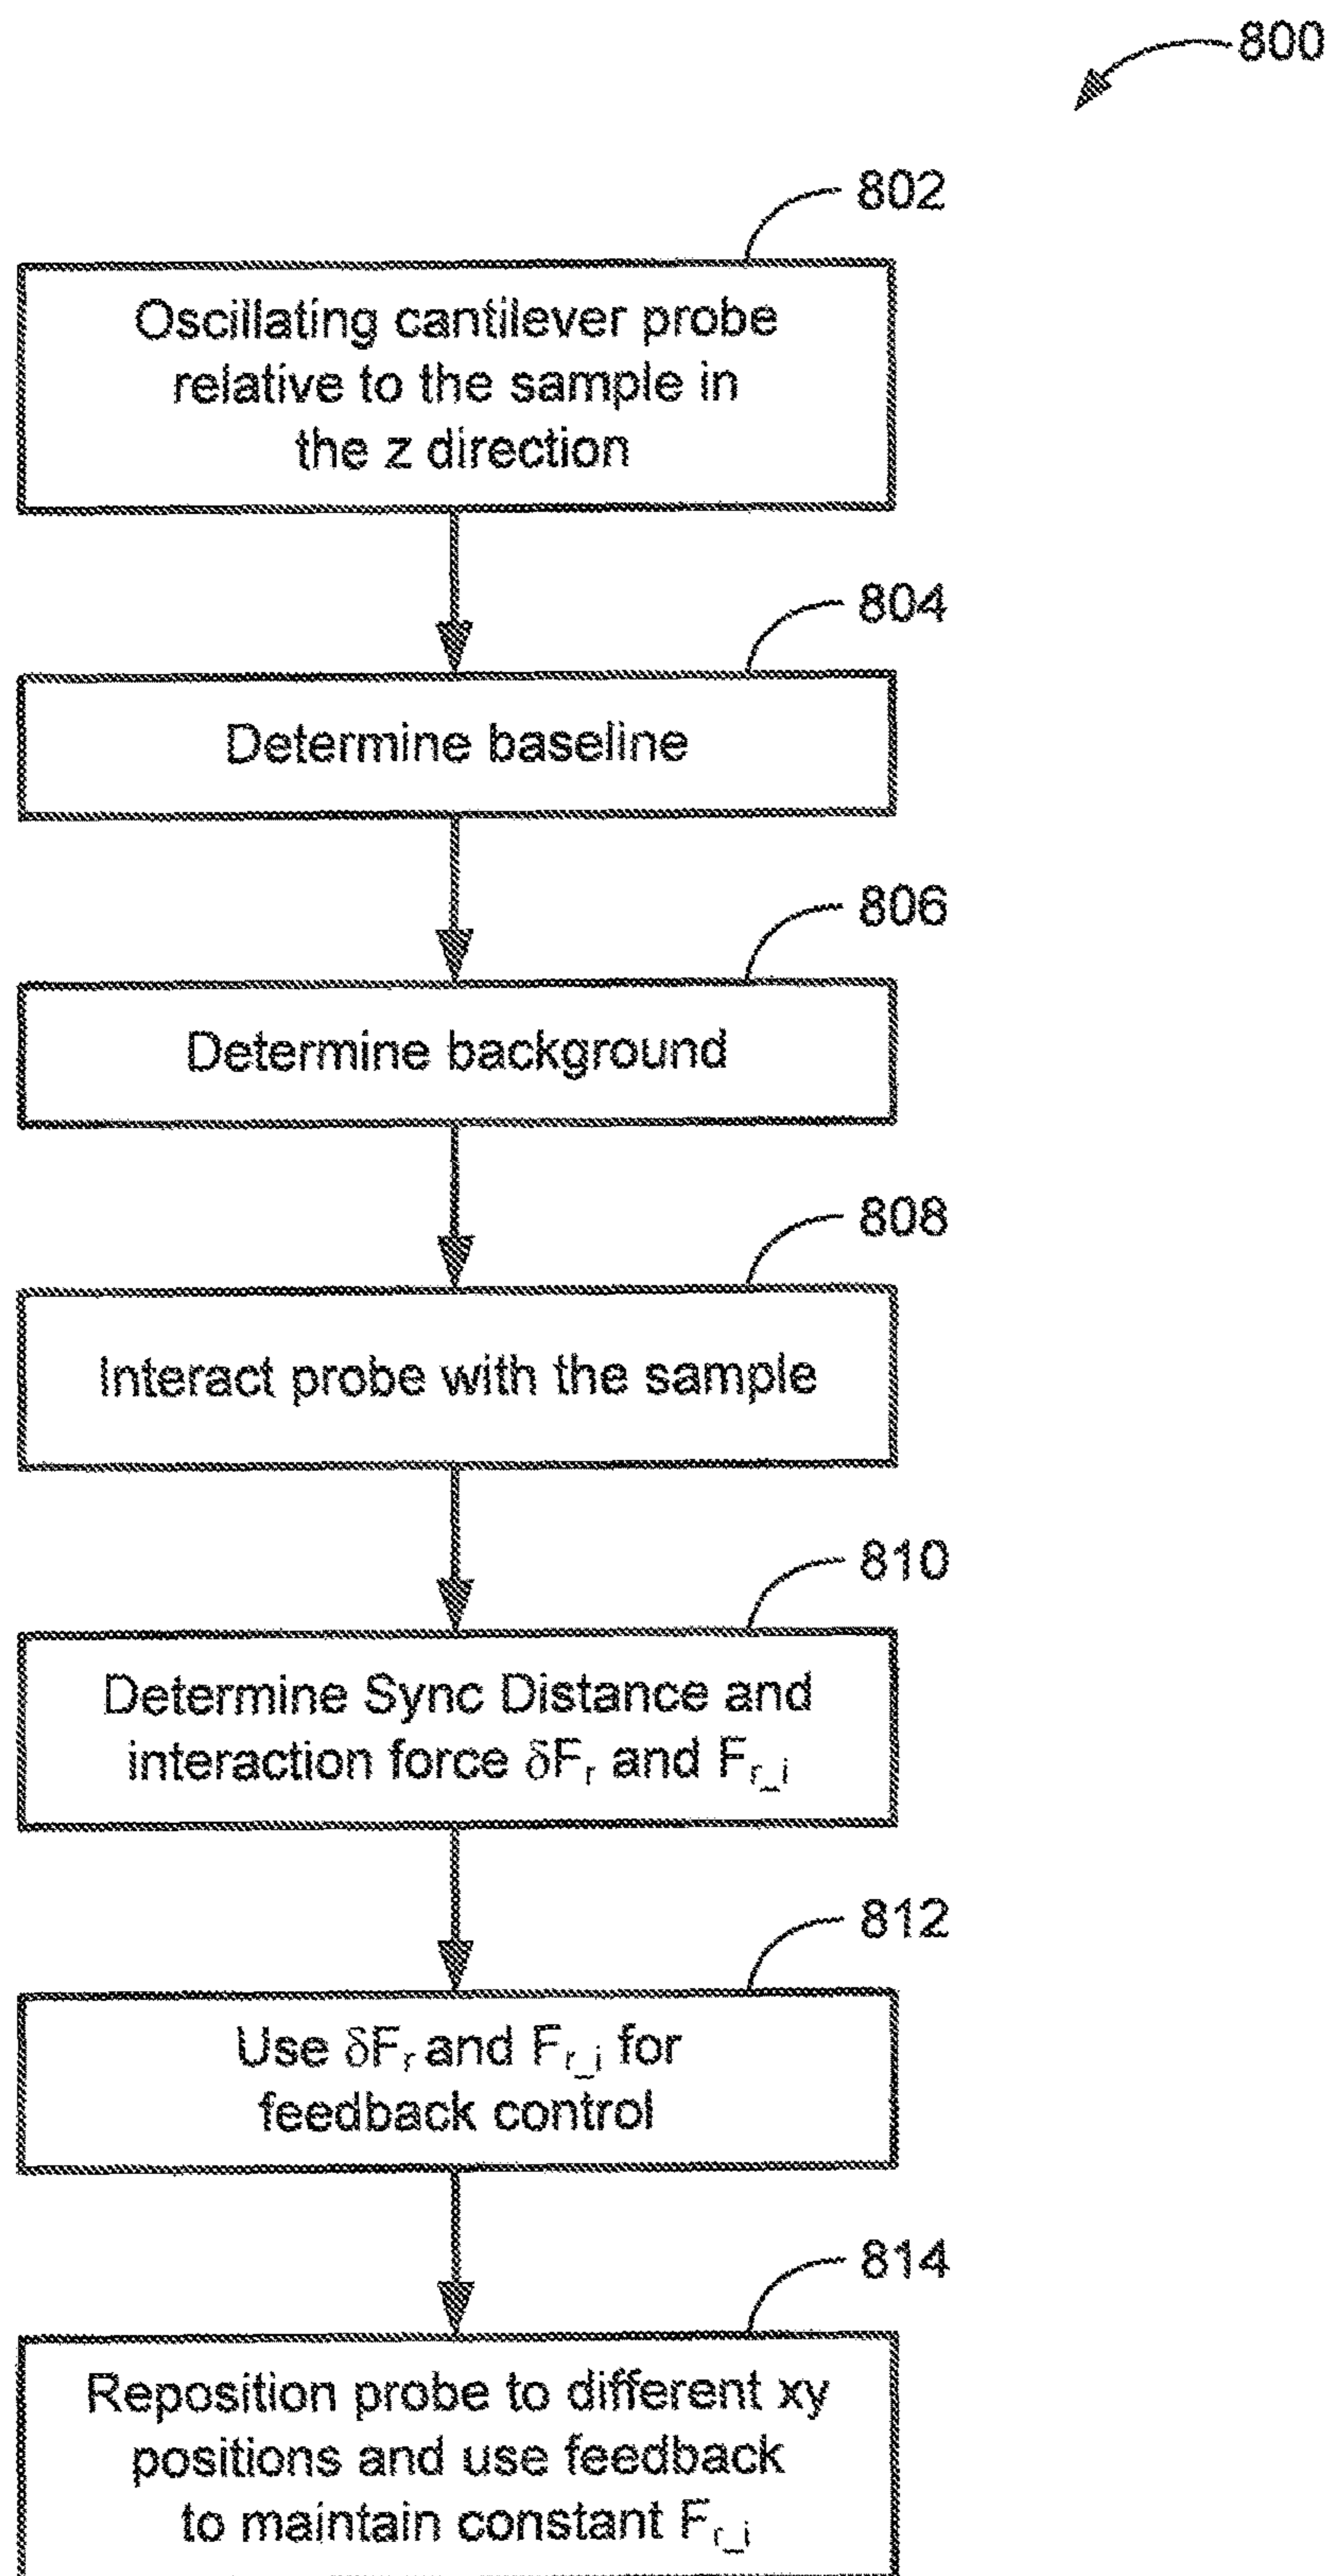 800
802
Oscillating cantilever probe
relative to the sample in
the z direction
804
Determine baseline
806
Determine background
808
Interact probe with the sample
810
Determine Sync Distance and
interaction force δFr and Fr_i
812
Use δFr and Fr_i for
feedback control
814
Reposition probe to different xy
positions and use feedback
to maintain constant Fr_i